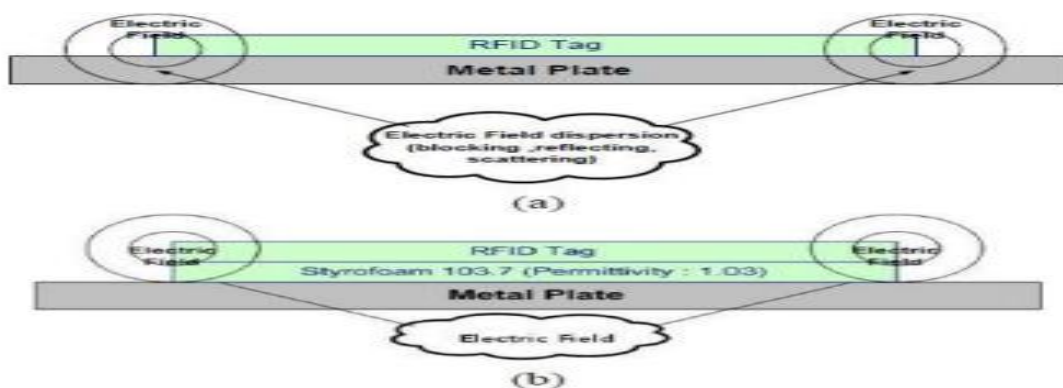 Electric Field
Electric Field
RFID Tag
Metal Plate
Electric Field dispersion
(blocking ,reflecting,
scattering)
(a)
Electric Field
Electric Field
RFID Tag
Styrofoam 103.7 (Permittivity : 1.03)
Metal Plate
Electric Field
(b)